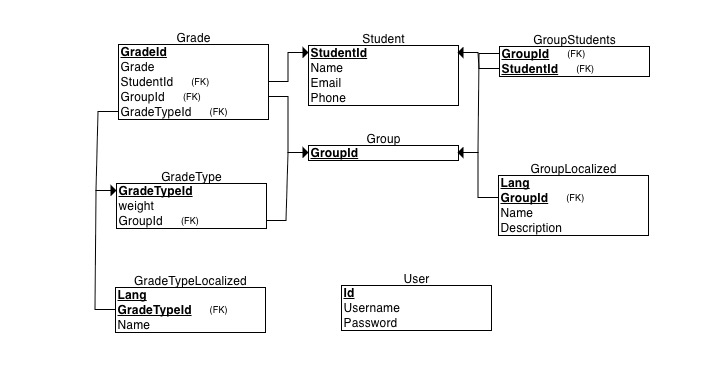 Grade
GradeId
Grade
StudentId (FK)
GroupId (FK)
GradeTypeId (FK)
Student
StudentId
Name
Email
Phone
GroupStudents
GroupId (FK)
StudentId (FK)
Group
GroupId
GradeType
GradeTypeId
weight
GroupId (FK)
GroupLocalized
Lang
GroupId (FK)
Name
Description
GradeTypeLocalized
Lang
GradeTypeId (FK)
Name
User
Id
Username
Password